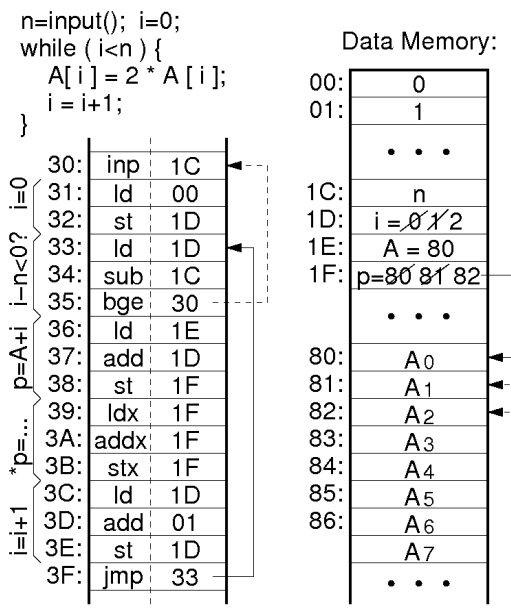 n=input(); i=0;
while ( i<n ) {
A[ i ] = 2 * A [ i ];
i = i+1;
}
30: inp 1C
31: ld 00
32: st 1D
33: ld 1D
34: sub 1C
35: bge 30
36: ld 1E
37: add 1D
38: st 1F
39: ldx 1F
3A: addx 1F
3B: stx 1F
3C: ld 1D
3D: add 01
3E: st 1D
3F: jmp 33
i=0
i−n<0?
p=A+i
*p=...
i=i+1
Data Memory:
00: 0
01: 1
• • •
1C: n
1D: i = 0 1 2
1E: A = 80
1F: p=80 81 82
• • •
80: A0
81: A1
82: A2
83: A3
84: A4
85: A5
86: A6
A7
• • •